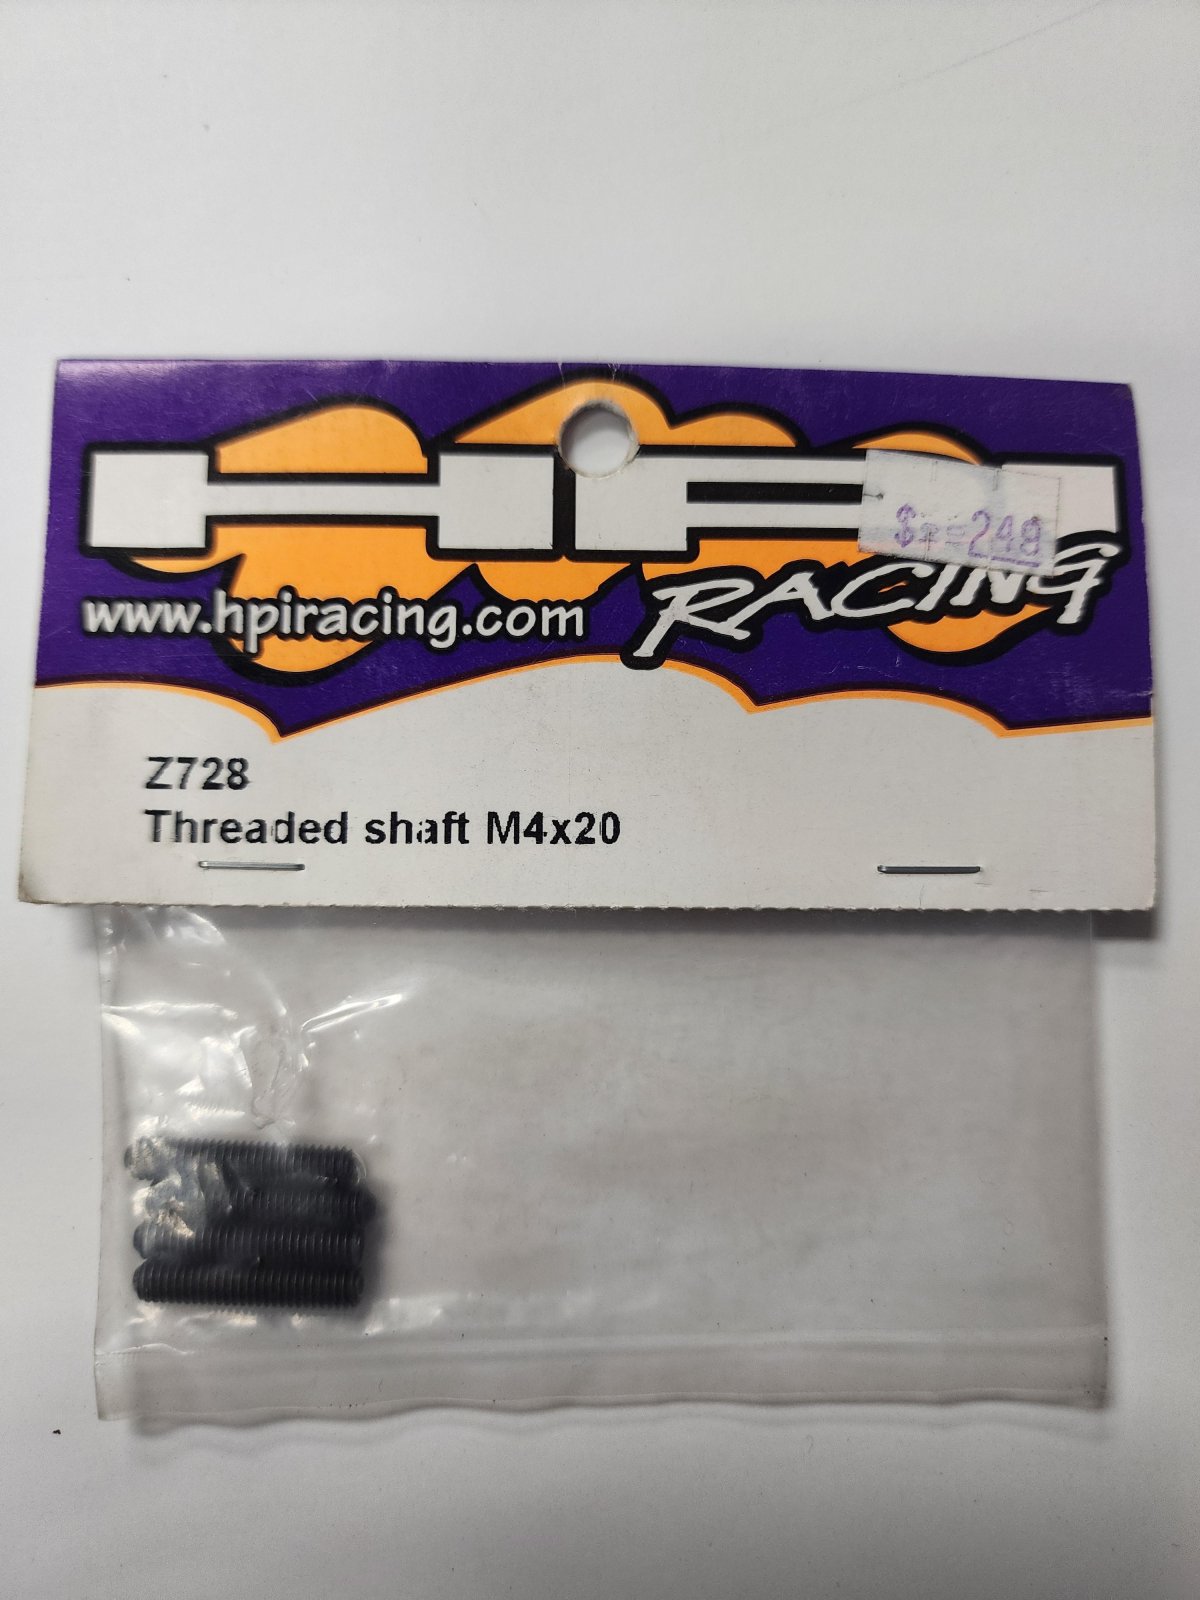 HPI
RACING
www.hpiracing.com
Z728
Threaded shaft M4x20